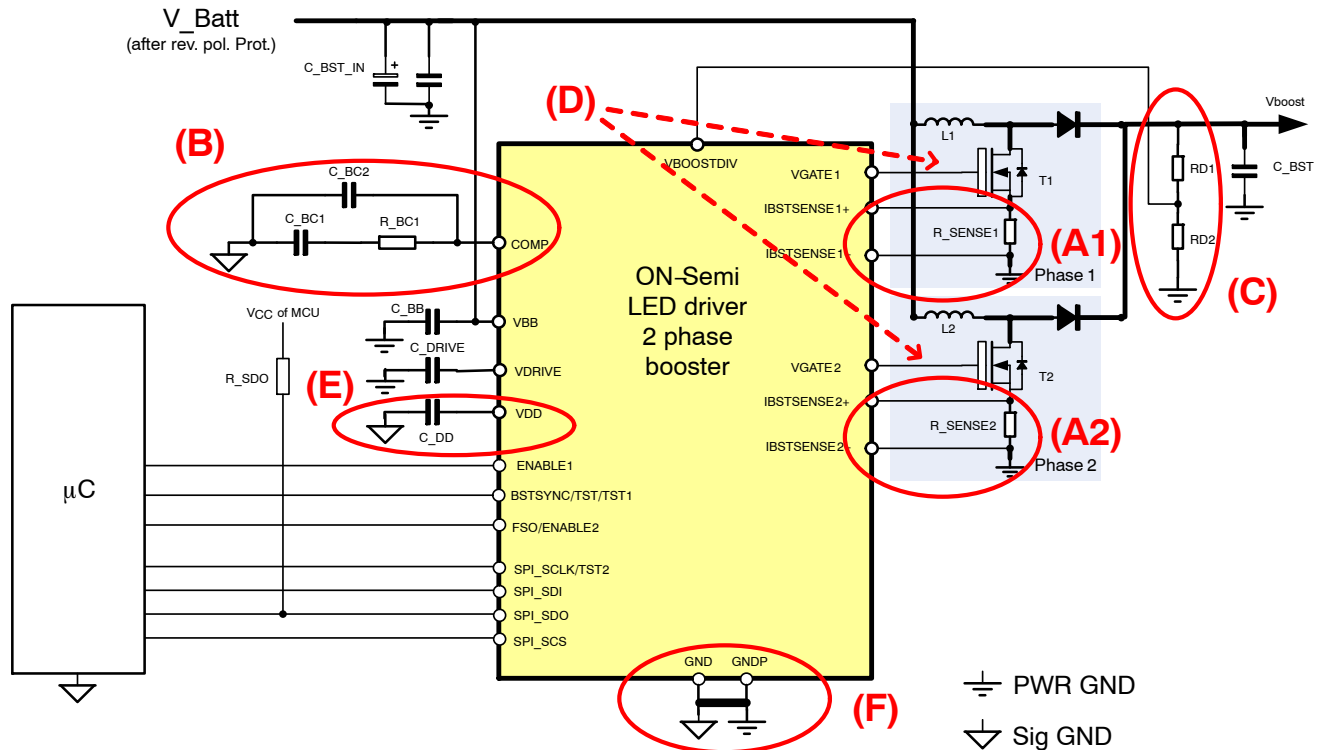 V_Batt
(after rev. pol. Prot.)
C_BST_IN
+
(D)
(B)
C_BC2
C_BC1
R_BC1
COMP
VBOOSTDIV
VGATE1
IBSTSENSE1+
IBSTSENSE1-
L1
T1
R_SENSE1
(A1)
Phase 1
Vboost
RD1
C_BST
RD2
(C)
ON–Semi
LED driver
2 phase
booster
VCC of MCU
R_SDO
C_BB
VBB
C_DRIVE
VDRIVE
(E)
VDD
C_DD
L2
VGATE2
T2
IBSTSENSE2+
IBSTSENSE2-
R_SENSE2
(A2)
Phase 2
μC
ENABLE1
BSTSYNC/TST/TST1
FSO/ENABLE2
SPI_SCLK/TST2
SPI_SDI
SPI_SDO
SPI_SCS
GND
GNDP
(F)
PWR GND
Sig GND